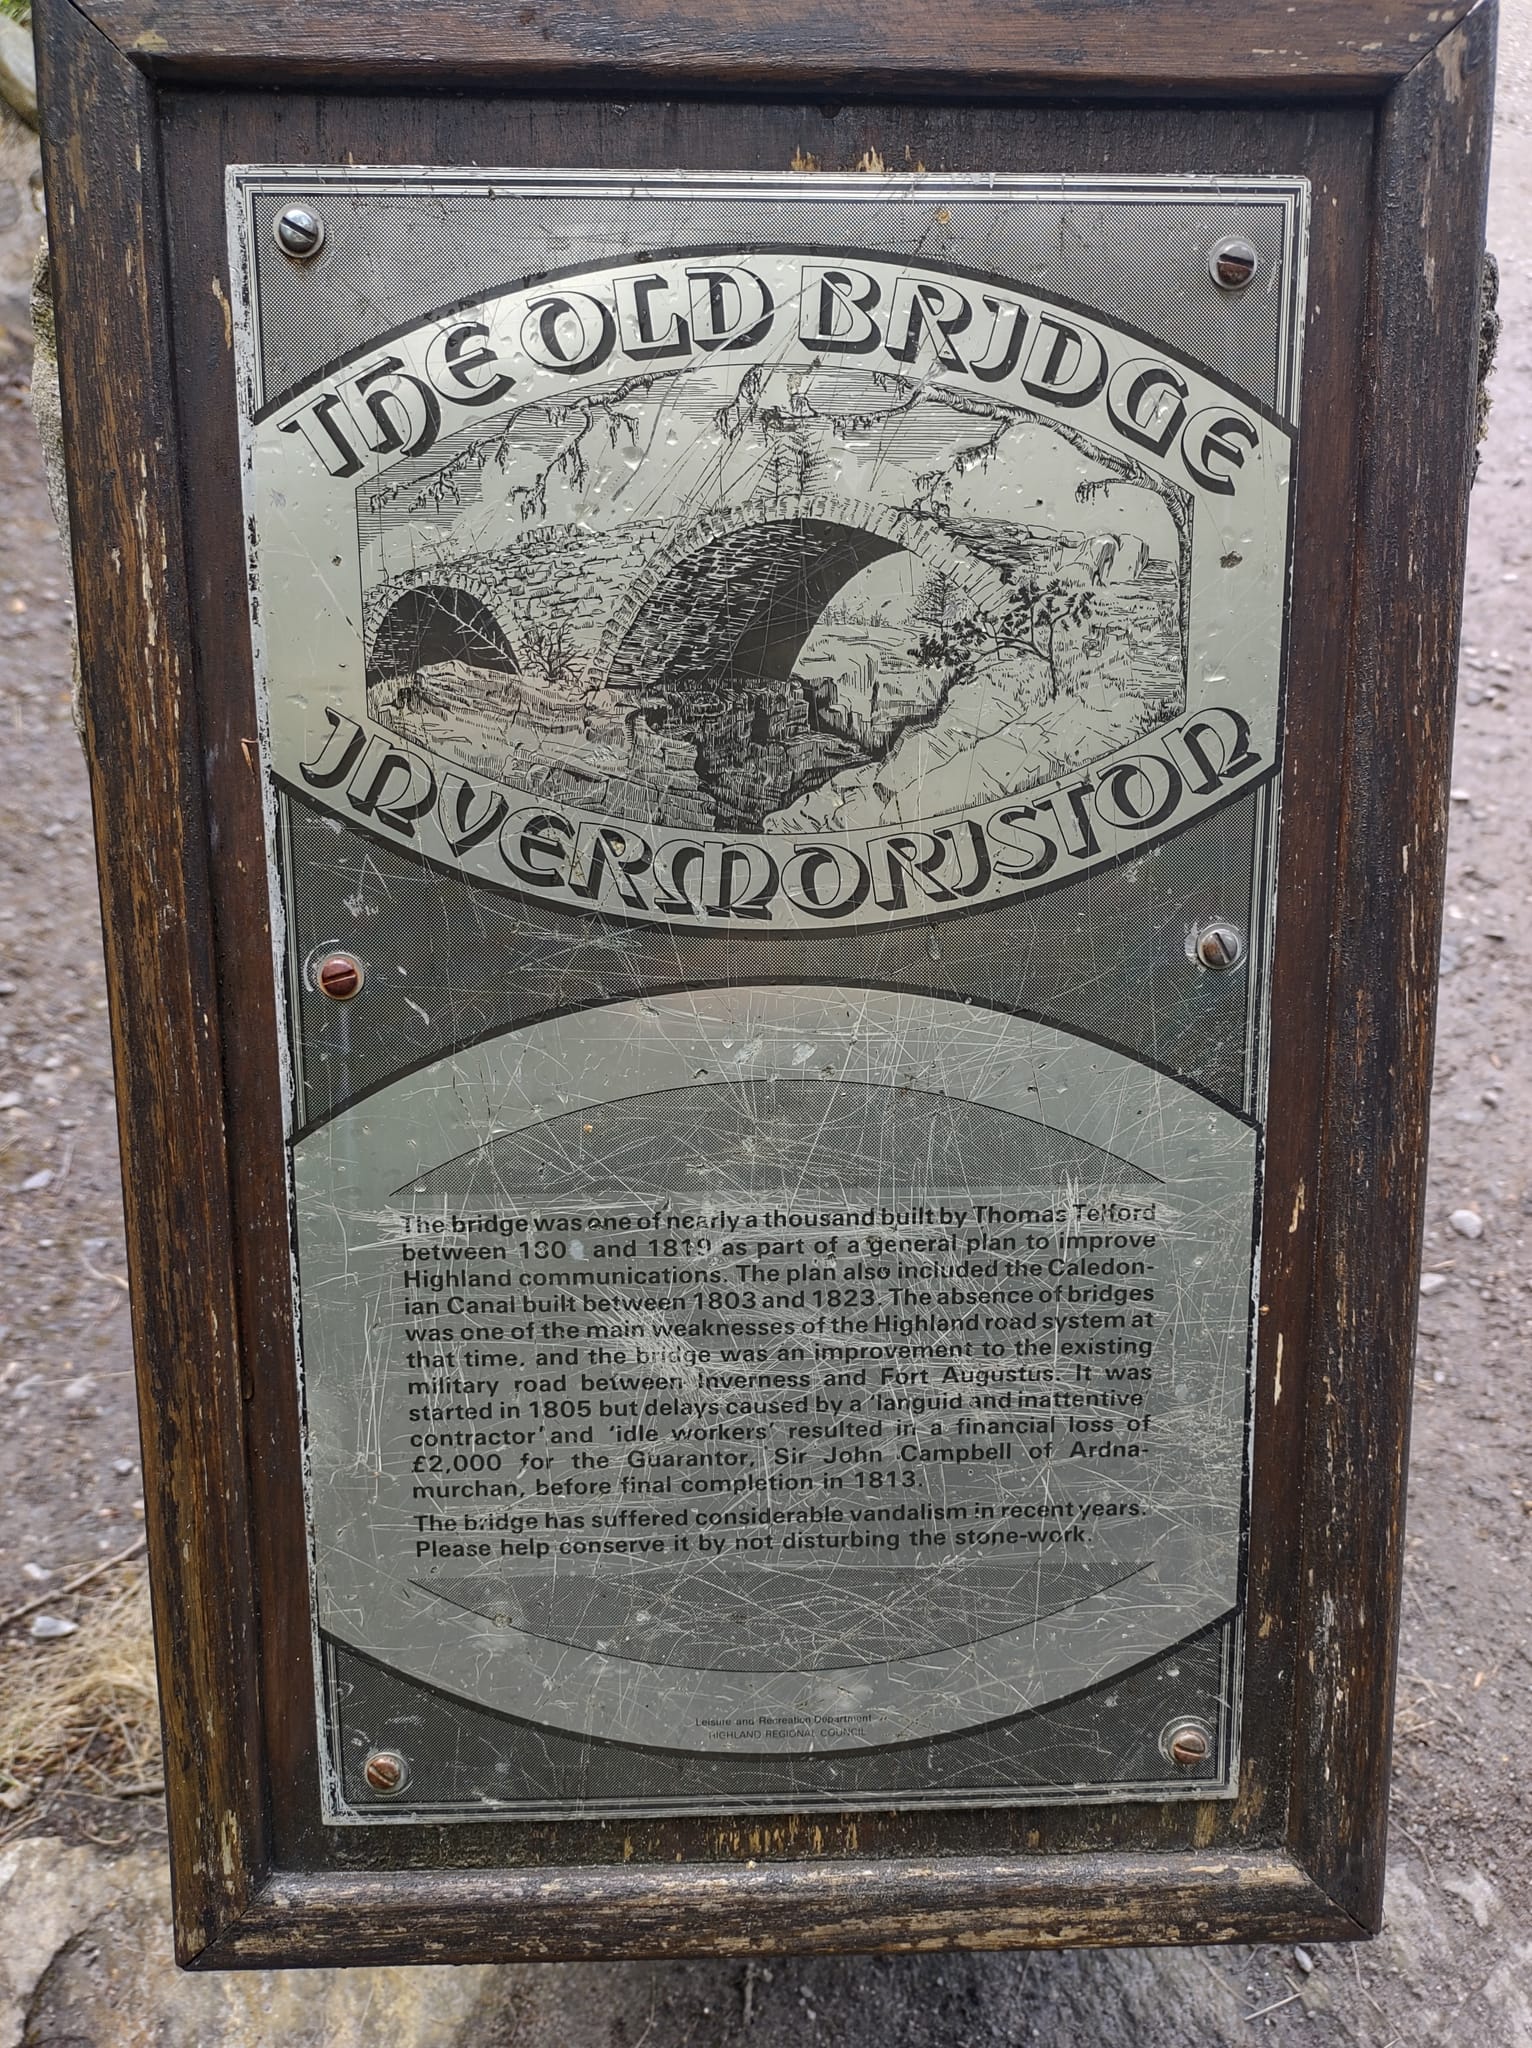 THE OLD BRIDGE
INVERMORISTON
The bridge was one of nearly a thousand built by Thomas Telford
between and 1819 as part of a general plan to improve
Highland communications. The plan also included the Caledon-
ian Canal built between 1803 and 1823. The absence of bridges
was one of the main weaknesses of the Highland road system at
that time, and the bridge was an improvement to the existing
military road between Inverness and Fort Augustus. It was
started in 1805 but delays caused by a 'languid and inattentive
contractor' and 'idle workers' resulted in a financial loss of
£2,000 for the Guarantor, Sir John Campbell of Ardna-
murchan, before final completion in 1813.
The bridge has suffered considerable vandalism in recent years.
Please help conserve it by not disturbing the stone-work.
Leisure and Recreation Department
HIGHLAND REGIONAL COUNCIL